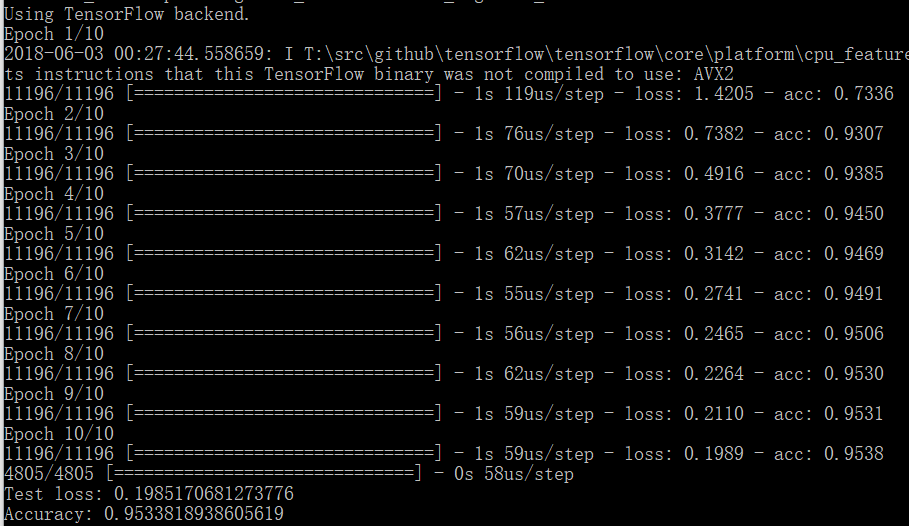 Using TensorFlow backend.
Epoch 1/10
2018-06-03 00:27:44.558659: I T:\src\github\tensorflow\tensorflow\core\platform\cpu_feature
ts instructions that this TensorFlow binary was not compiled to use: AVX2
11196/11196 [==============================] - 1s 119us/step - loss: 1.4205 - acc: 0.7336
Epoch 2/10
11196/11196 [==============================] - 1s 76us/step - loss: 0.7382 - acc: 0.9307
Epoch 3/10
11196/11196 [==============================] - 1s 70us/step - loss: 0.4916 - acc: 0.9385
Epoch 4/10
11196/11196 [==============================] - 1s 57us/step - loss: 0.3777 - acc: 0.9450
Epoch 5/10
11196/11196 [==============================] - 1s 62us/step - loss: 0.3142 - acc: 0.9469
Epoch 6/10
11196/11196 [==============================] - 1s 55us/step - loss: 0.2741 - acc: 0.9491
Epoch 7/10
11196/11196 [==============================] - 1s 56us/step - loss: 0.2465 - acc: 0.9506
Epoch 8/10
11196/11196 [==============================] - 1s 62us/step - loss: 0.2264 - acc: 0.9530
Epoch 9/10
11196/11196 [==============================] - 1s 59us/step - loss: 0.2110 - acc: 0.9531
Epoch 10/10
11196/11196 [==============================] - 1s 59us/step - loss: 0.1989 - acc: 0.9538
4805/4805 [==============================] - 0s 58us/step
Test loss: 0.1985170681273776
Accuracy: 0.9533818938605619